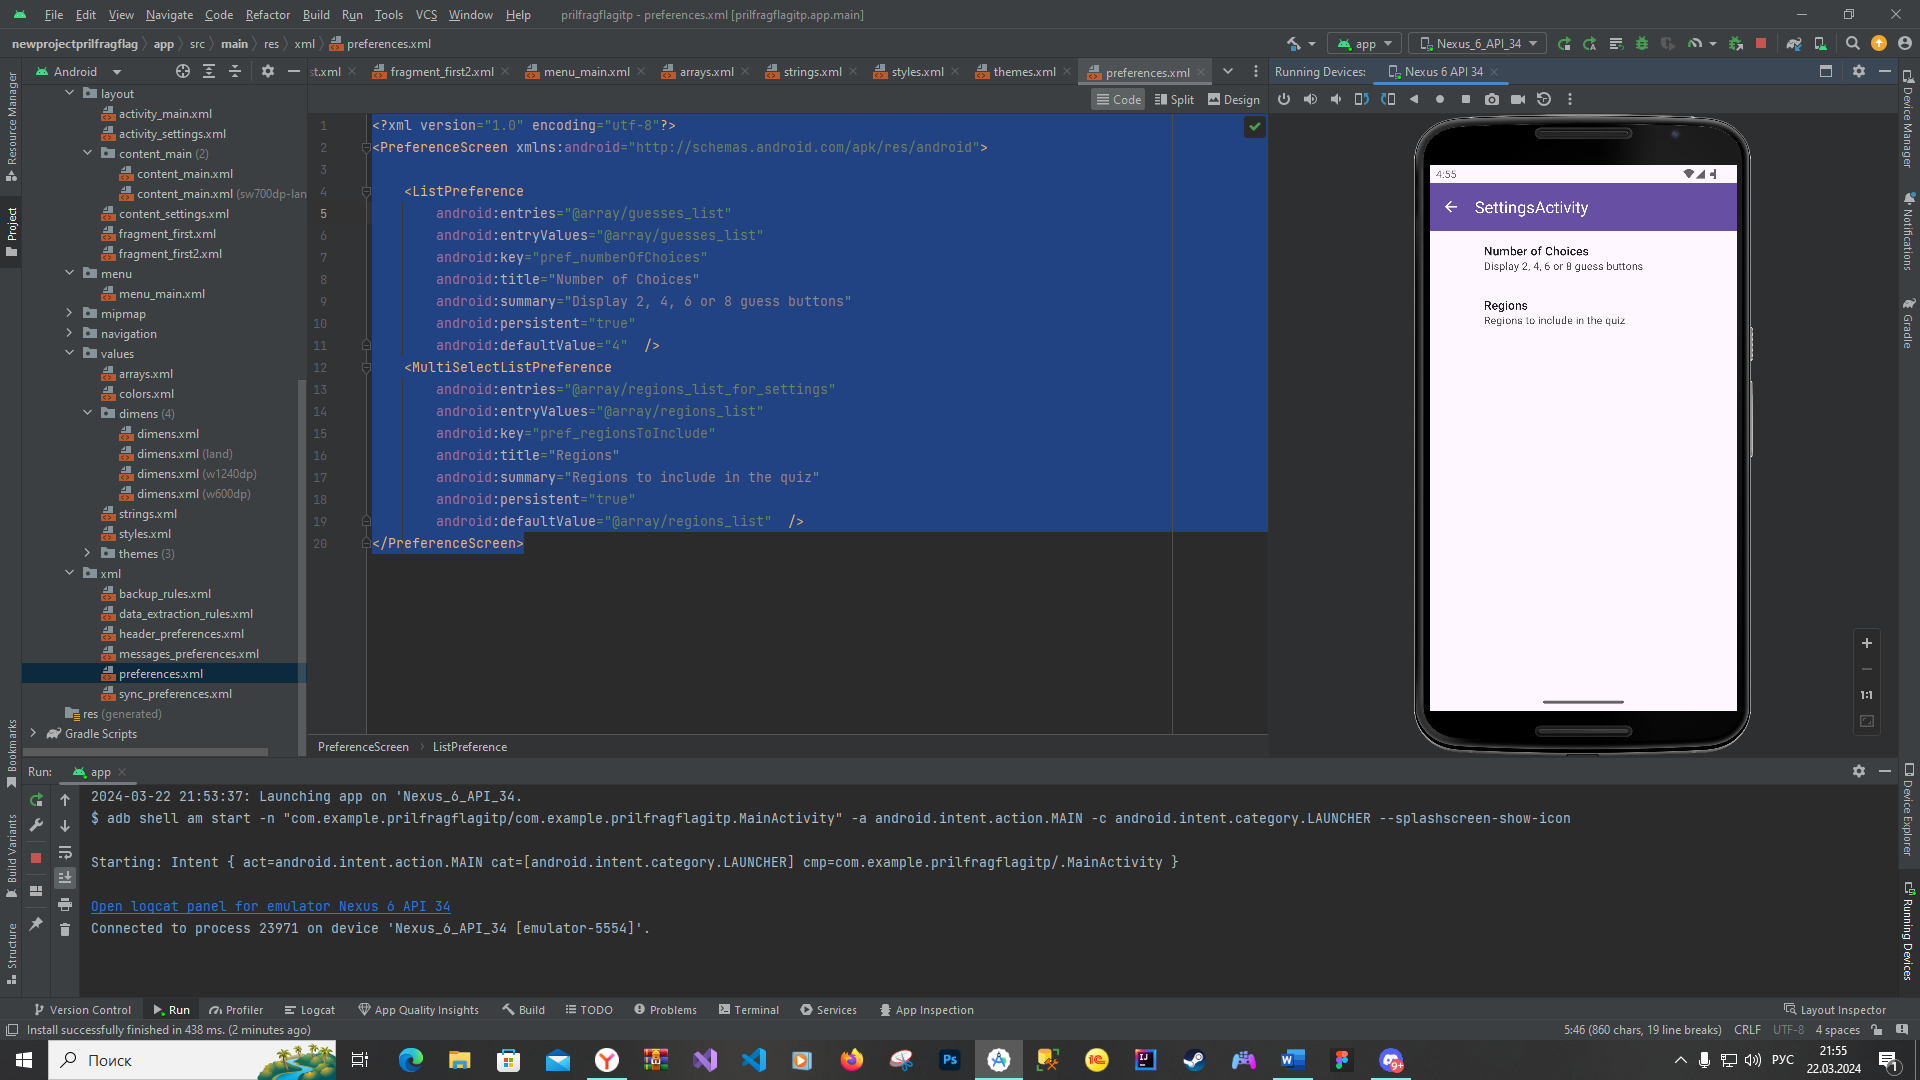 File Edit View Navigate Code Refactor Build Run Tools VCS Window Help prilfragflagitp - preferences.xml [prilfragflagitp.app.main]
newprojectprilfragflag app src main res xml preferences.xml app Nexus_6_API_34
Android st.xml fragment_first2.xml menu_main.xml arrays.xml strings.xml styles.xml themes.xml preferences.xml Running Devices: Nexus 6 API 34
Code Split Design
Resource Manager
Project
Bookmarks
Build Variants
Structure
layout
activity_main.xml
activity_settings.xml
content_main (2)
content_main.xml
content_main.xml (sw700dp-lan
content_settings.xml
fragment_first.xml
fragment_first2.xml
menu
menu_main.xml
mipmap
navigation
values
arrays.xml
colors.xml
dimens (4)
dimens.xml
dimens.xml (land)
dimens.xml (w1240dp)
dimens.xml (w600dp)
strings.xml
styles.xml
themes (3)
xml
backup_rules.xml
data_extraction_rules.xml
header_preferences.xml
messages_preferences.xml
preferences.xml
sync_preferences.xml
res (generated)
Gradle Scripts
1 <?xml version="1.0" encoding="utf-8"?>
2 <PreferenceScreen xmlns:android="http://schemas.android.com/apk/res/android">
3
4 <ListPreference
5 android:entries="@array/guesses_list"
6 android:entryValues="@array/guesses_list"
7 android:key="pref_numberOfChoices"
8 android:title="Number of Choices"
9 android:summary="Display 2, 4, 6 or 8 guess buttons"
10 android:persistent="true"
11 android:defaultValue="4" />
12 <MultiSelectListPreference
13 android:entries="@array/regions_list_for_settings"
14 android:entryValues="@array/regions_list"
15 android:key="pref_regionsToInclude"
16 android:title="Regions"
17 android:summary="Regions to include in the quiz"
18 android:persistent="true"
19 android:defaultValue="@array/regions_list" />
20 </PreferenceScreen>
PreferenceScreen ListPreference
4:55
SettingsActivity
Number of Choices
Display 2, 4, 6 or 8 guess buttons
Regions
Regions to include in the quiz
1:1
Device Manager
Notifications
Gradle
Device Explorer
Running Devices
Run: app
2024-03-22 21:53:37: Launching app on 'Nexus_6_API_34.
$ adb shell am start -n "com.example.prilfragflagitp/com.example.prilfragflagitp.MainActivity" -a android.intent.action.MAIN -c android.intent.category.LAUNCHER --splashscreen-show-icon
Starting: Intent { act=android.intent.action.MAIN cat=[android.intent.category.LAUNCHER] cmp=com.example.prilfragflagitp/.MainActivity }
Open logcat panel for emulator Nexus 6 API 34
Connected to process 23971 on device 'Nexus_6_API_34 [emulator-5554]'.
Version Control Run Profiler Logcat App Quality Insights Build TODO Problems Terminal Services App Inspection Layout Inspector
Install successfully finished in 438 ms. (2 minutes ago) 5:46 (860 chars, 19 line breaks) CRLF UTF-8 4 spaces
Поиск Ps 9+ РУС 21:55
22.03.2024 1